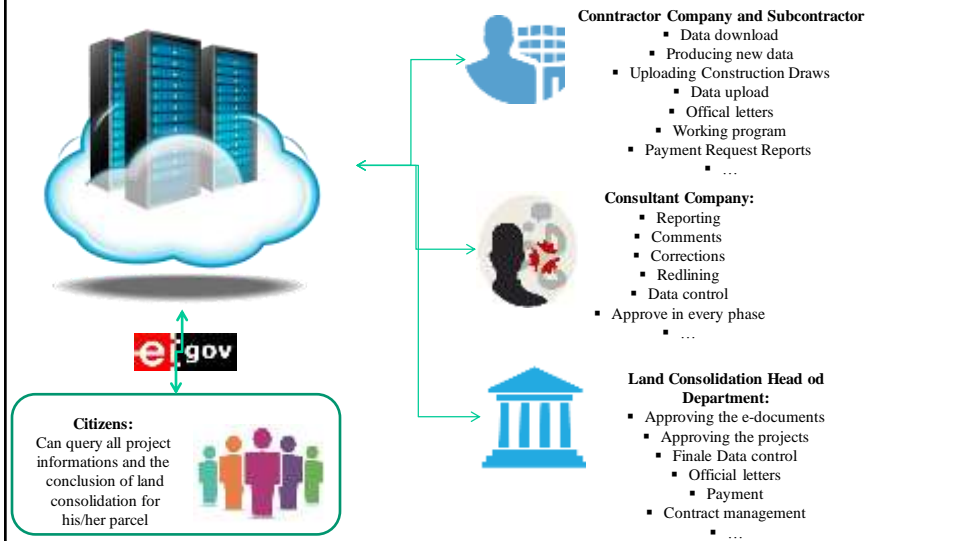 Conntractor Company and Subcontractor
▪ Data download
▪ Producing new data
▪ Uploading Construction Draws
▪ Data upload
▪ Offical letters
▪ Working program
▪ Payment Request Reports
▪ …
Consultant Company:
▪ Reporting
▪ Comments
▪ Corrections
▪ Redlining
▪ Data control
▪ Approve in every phase
▪ …
gov
Citizens:
Can query all project
informations and the
conclusion of land
consolidation for
his/her parcel
Land Consolidation Head od
Department:
▪ Approving the e-documents
▪ Approving the projects
▪ Finale Data control
▪ Official letters
▪ Payment
▪ Contract management
▪ …